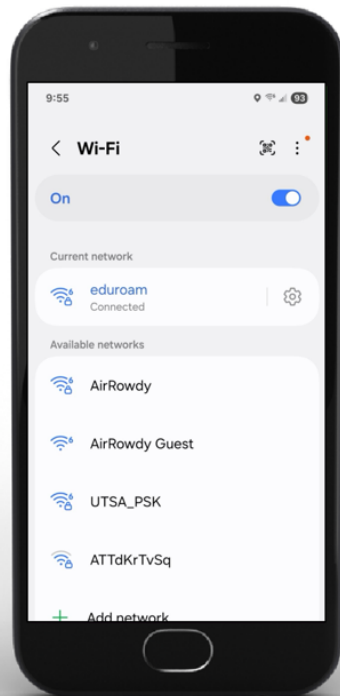 9:55 93
Wi-Fi
On
Current network
eduroam
Connected
Available networks
AirRowdy
AirRowdy Guest
UTSA_PSK
ATTdKrTvSq
Add network